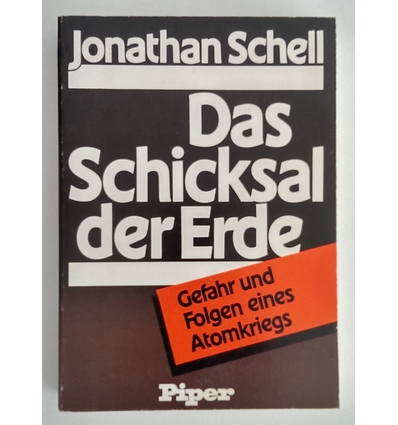 Jonathan Schell
Das
Schicksal
der Erde
Gefahr und
Folgen eines
Atomkriegs
Piper